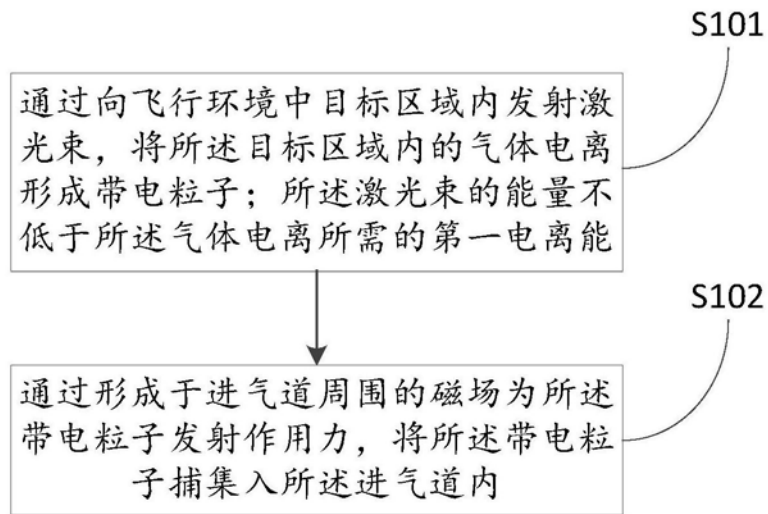 S101
通过向飞行环境中目标区域内发射激
光束，将所述目标区域内的气体电离
形成带电粒子；所述激光束的能量不
低于所述气体电离所需的第一电离能
S102
通过形成于进气道周围的磁场为所述
带电粒子发射作用力，将所述带电粒
子捕集入所述进气道内